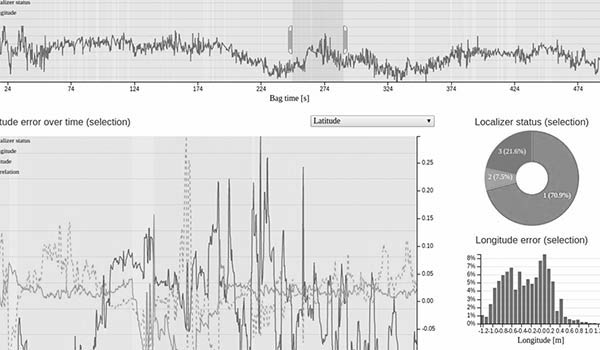 alizer status
gitude
24 74 124 174 224 274 324 374 424 474
Bag time [s]
tude error over time (selection)
Latitude
Localizer status (selection)
alizer status
gitude
tude
relation
0.25
0.20
0.15
0.10
0.05
0.00
-0.05
3 (21.6%)
2 (7.5%)
1 (70.9%)
Longitude error (selection)
8%
7%
6%
5%
4%
3%
2%
1%
0%
Longitude [m]